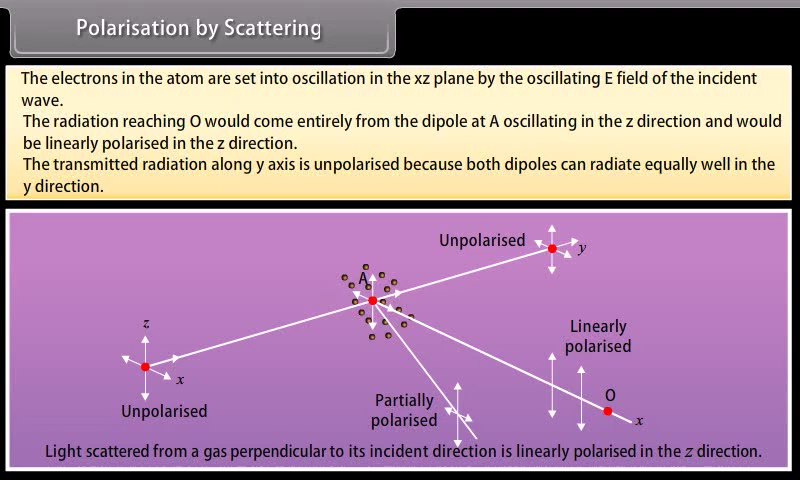 Polarisation by Scattering
The electrons in the atom are set into oscillation in the xz plane by the oscillating E field of the incident
wave.
The radiation reaching O would come entirely from the dipole at A oscillating in the z direction and would
be linearly polarised in the z direction.
The transmitted radiation along y axis is unpolarised because both dipoles can radiate equally well in the
y direction.
Unpolarised
y
A
z
x
Unpolarised
Linearly
polarised
Partially
polarised
O
x
Light scattered from a gas perpendicular to its incident direction is linearly polarised in the z direction.